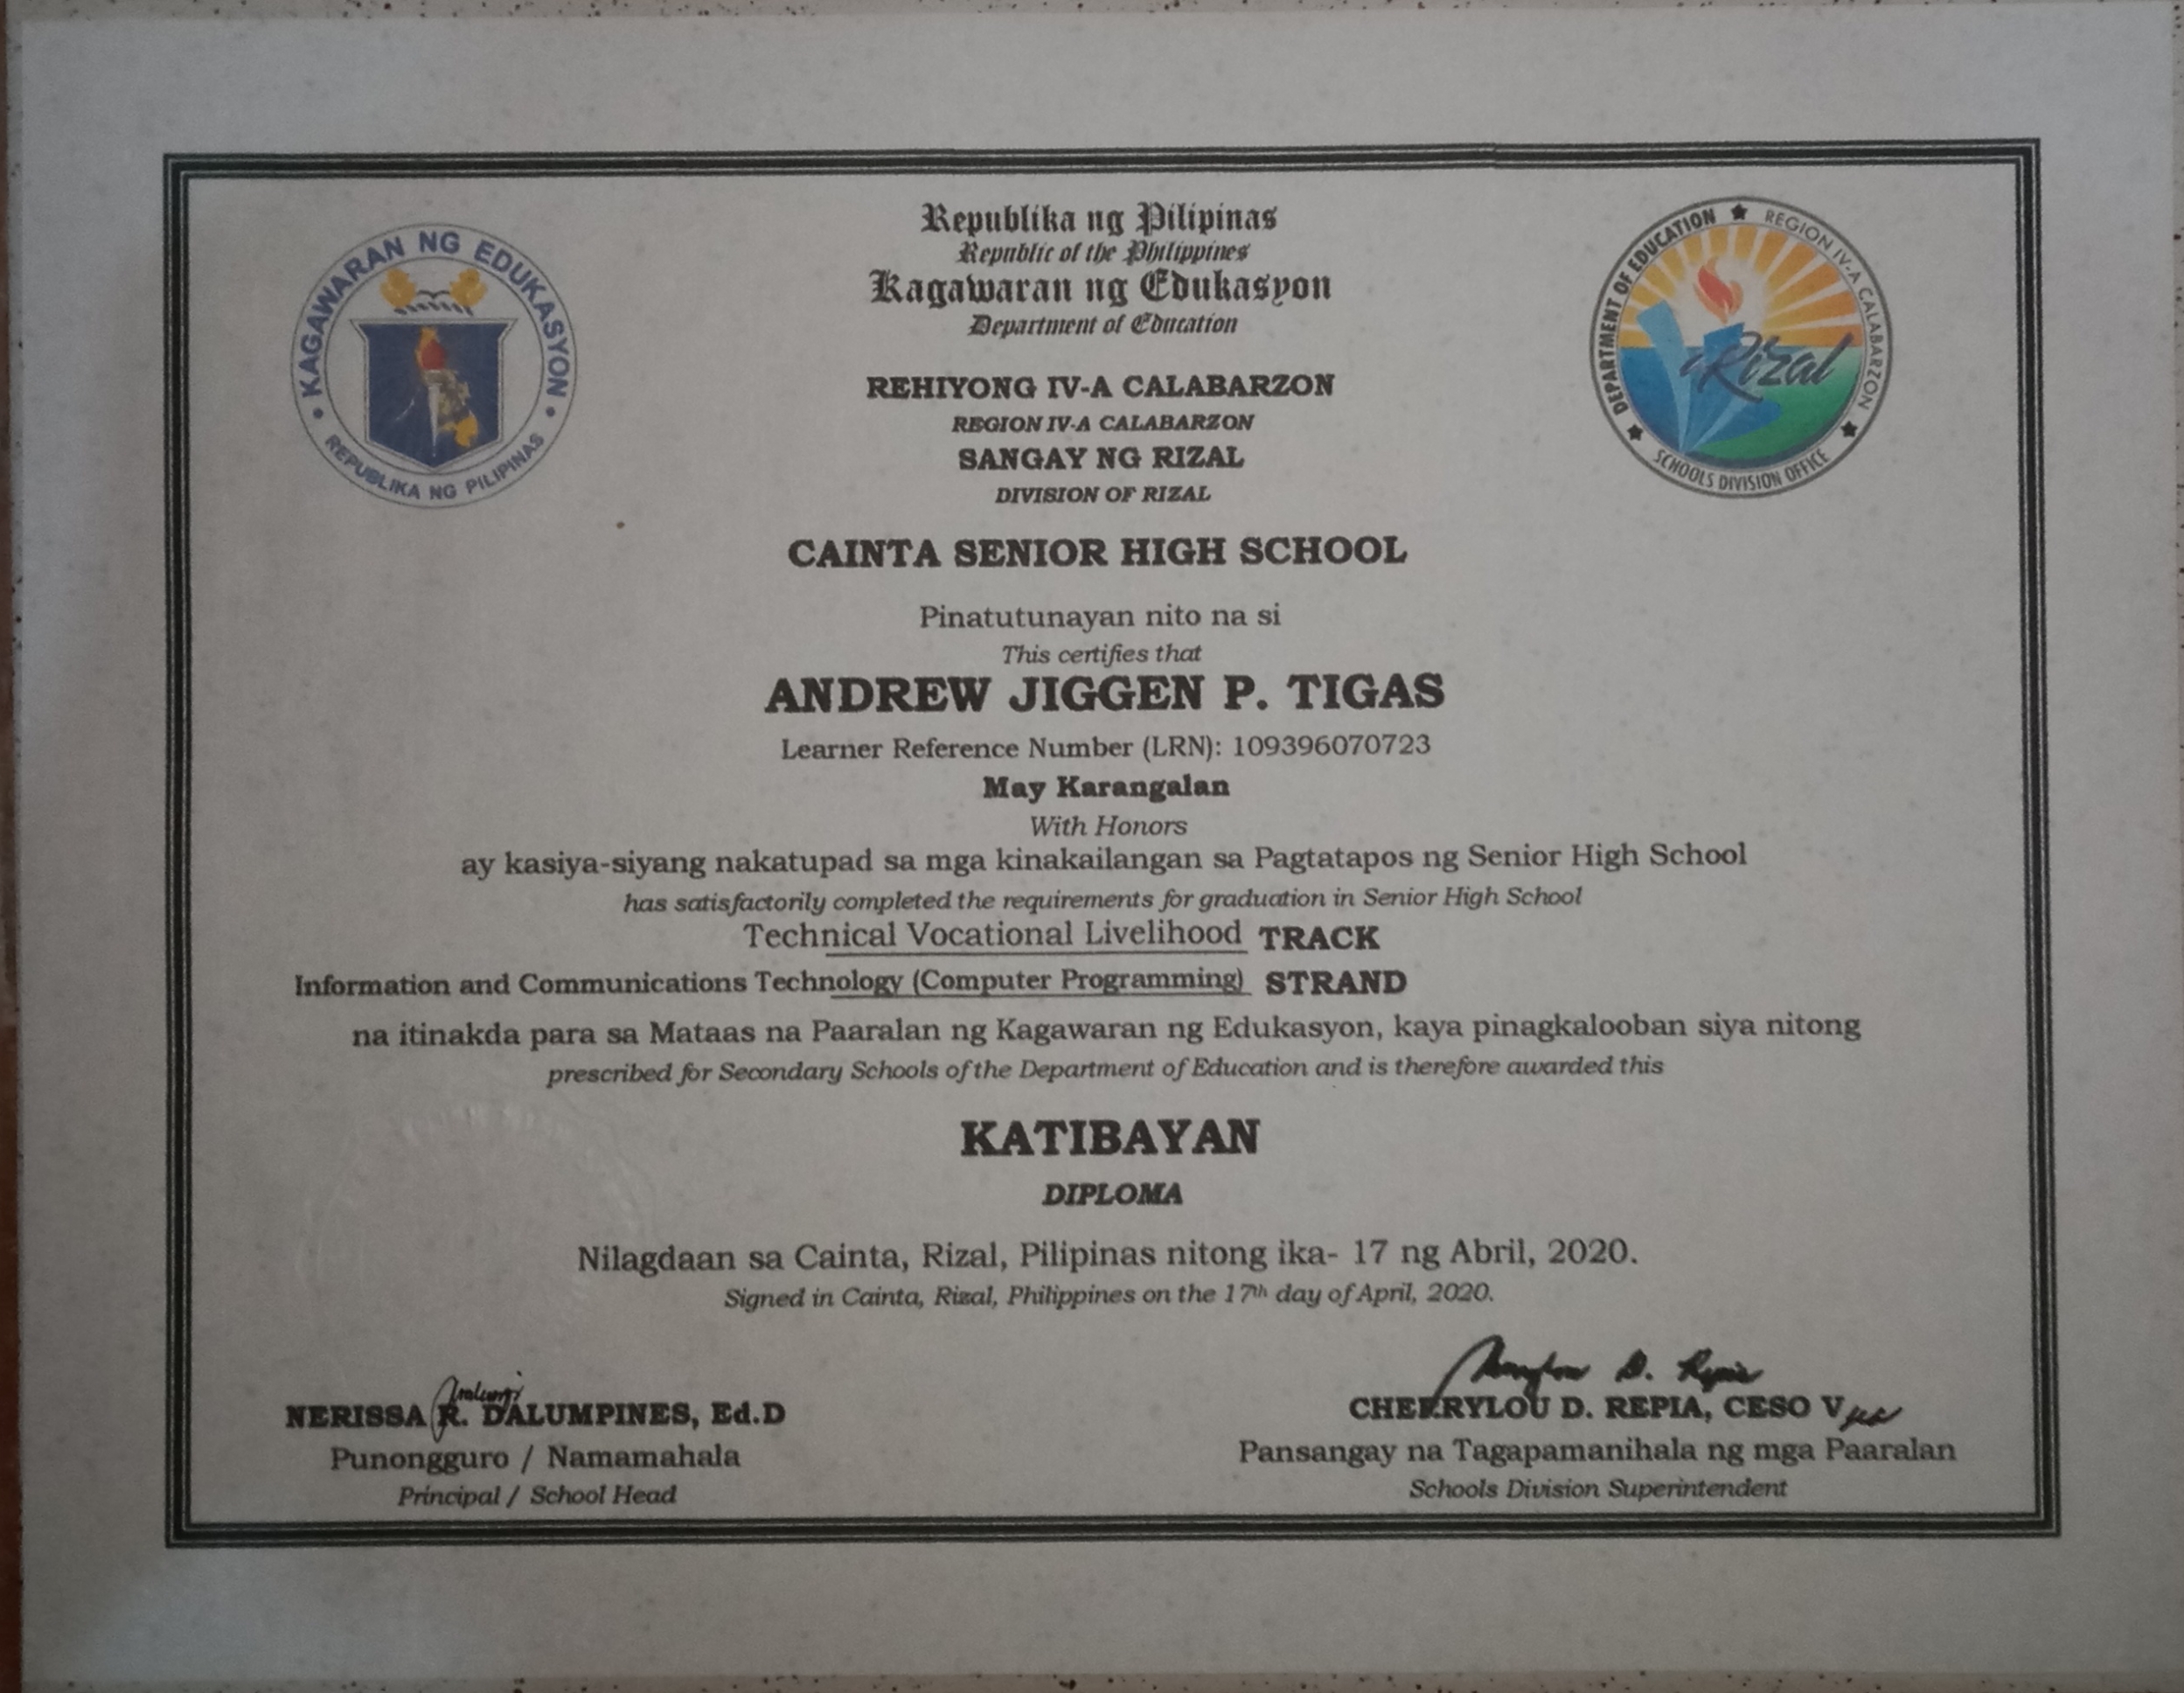 KAGAWARAN NG EDUKASYON
REPUBLIKA NG PILIPINAS
DEPARTMENT OF EDUCATION
REGION IV-A CALABARZON
Rizal
SCHOOLS DIVISION OFFICE
Republika ng Pilipinas
Republic of the Philippines
Kagawaran ng Edukasyon
Department of Education
REHIYONG IV-A CALABARZON
REGION IV-A CALABARZON
SANGAY NG RIZAL
DIVISION OF RIZAL
CAINTA SENIOR HIGH SCHOOL
Pinatutunayan nito na si
This certifies that
ANDREW JIGGEN P. TIGAS
Learner Reference Number (LRN): 109396070723
May Karangalan
With Honors
ay kasiya-siyang nakatupad sa mga kinakailangan sa Pagtatapos ng Senior High School
has satisfactorily completed the requirements for graduation in Senior High School
Technical Vocational Livelihood TRACK
Information and Communications Technology (Computer Programming) STRAND
na itinakda para sa Mataas na Paaralan ng Kagawaran ng Edukasyon, kaya pinagkalooban siya nitong
prescribed for Secondary Schools of the Department of Education and is therefore awarded this
KATIBAYAN
DIPLOMA
Nilagdaan sa Cainta, Rizal, Pilipinas nitong ika- 17 ng Abril, 2020.
Signed in Cainta, Rizal, Philippines on the 17th day of April, 2020.
NERISSA R. DALUMPINES, Ed.D
Punongguro / Namamahala
Principal / School Head
CHERRYLOU D. REPIA, CESO V
Pansangay na Tagapamanihala ng mga Paaralan
Schools Division Superintendent